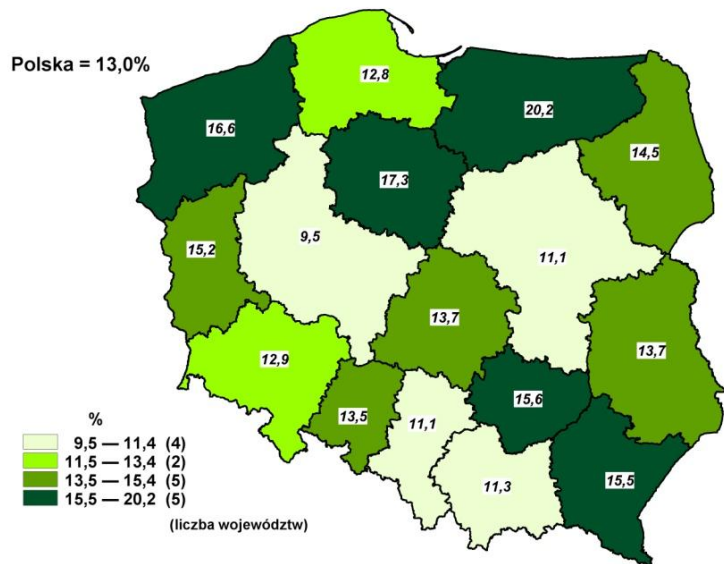 Polska = 13,0%
12,8
20,2
16,6
14,5
17,3
9,5
15,2
11,1
13,7
13,7
12,9
15,6
13,5
11,1
11,3
15,5
%
9,5 — 11,4 (4)
11,5 — 13,4 (2)
13,5 — 15,4 (5)
15,5 — 20,2 (5)
(liczba województw)